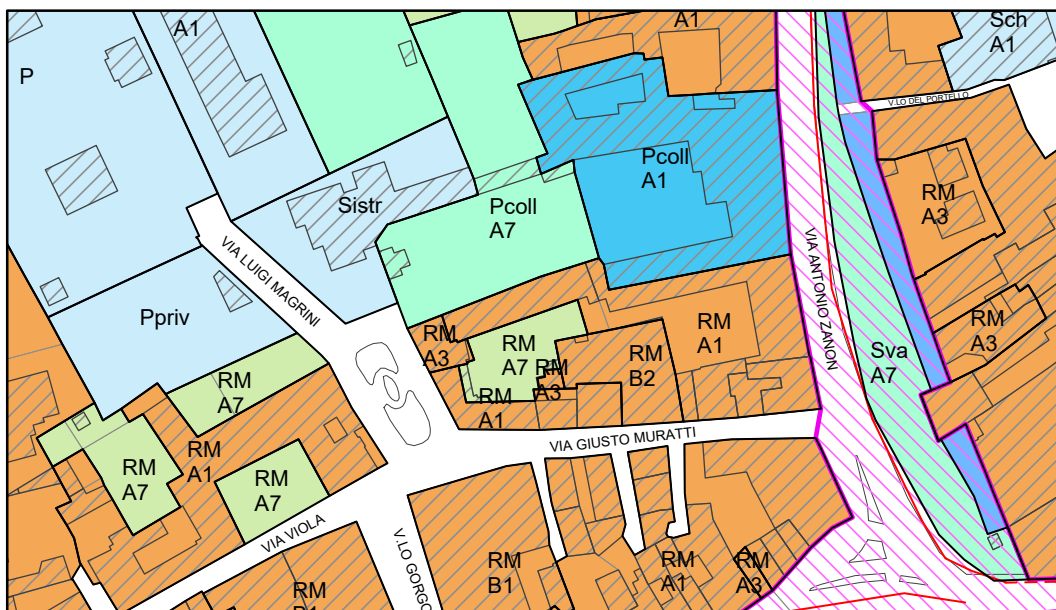 A1
A1
Sch
A1
P
V.LO DEL PORTELLO
Pcoll
A1
Sistr
Pcoll
A7
RM
A3
VIA LUIGI MAGRINI
VIA ANTONIO ZANON
Ppriv
RM
A3
RM
A7
RM
A3
RM
B2
RM
A1
RM
A3
Sva
A7
RM
A7
RM
A1
VIA GIUSTO MURATTI
RM
A1
RM
A7
RM
A7
VIA VIOLA
V.LO GORGO
RM
B1
RM
A1
RM
A3
RM
B1